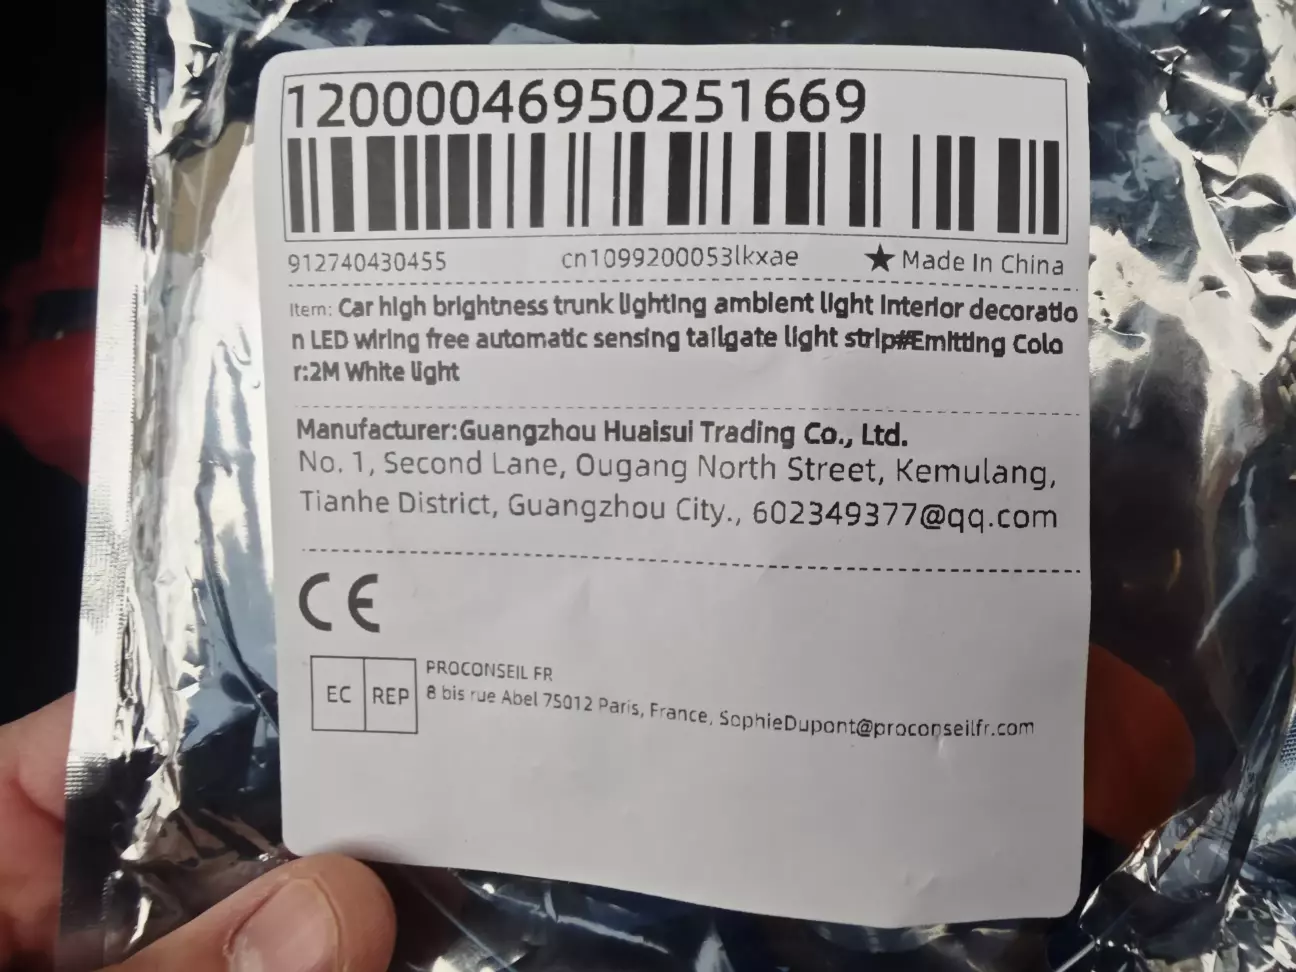 12000046950251669
912740430455 cn1099200053lkxae ★ Made In China
Item: Car high brightness trunk lighting ambient light interior decoratio
n LED wiring free automatic sensing tailgate light strip#Emitting Colo
r:2M White light
Manufacturer:Guangzhou Huaisui Trading Co., Ltd.
No. 1, Second Lane, Ougang North Street, Kemulang,
Tianhe District, Guangzhou City., 602349377@qq.com
CE
EC REP PROCONSEIL FR
8 bis rue Abel 75012 Paris, France, SophieDupont@proconseilfr.com